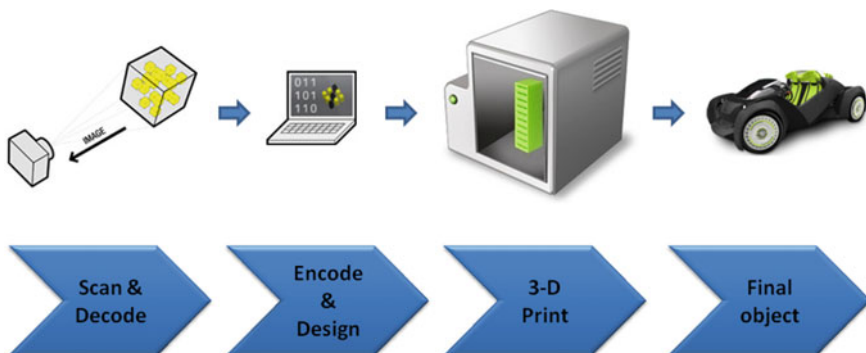 IMAGE
011
101
110
Scan &
Decode
Encode
&
Design
3-D
Print
Final
object